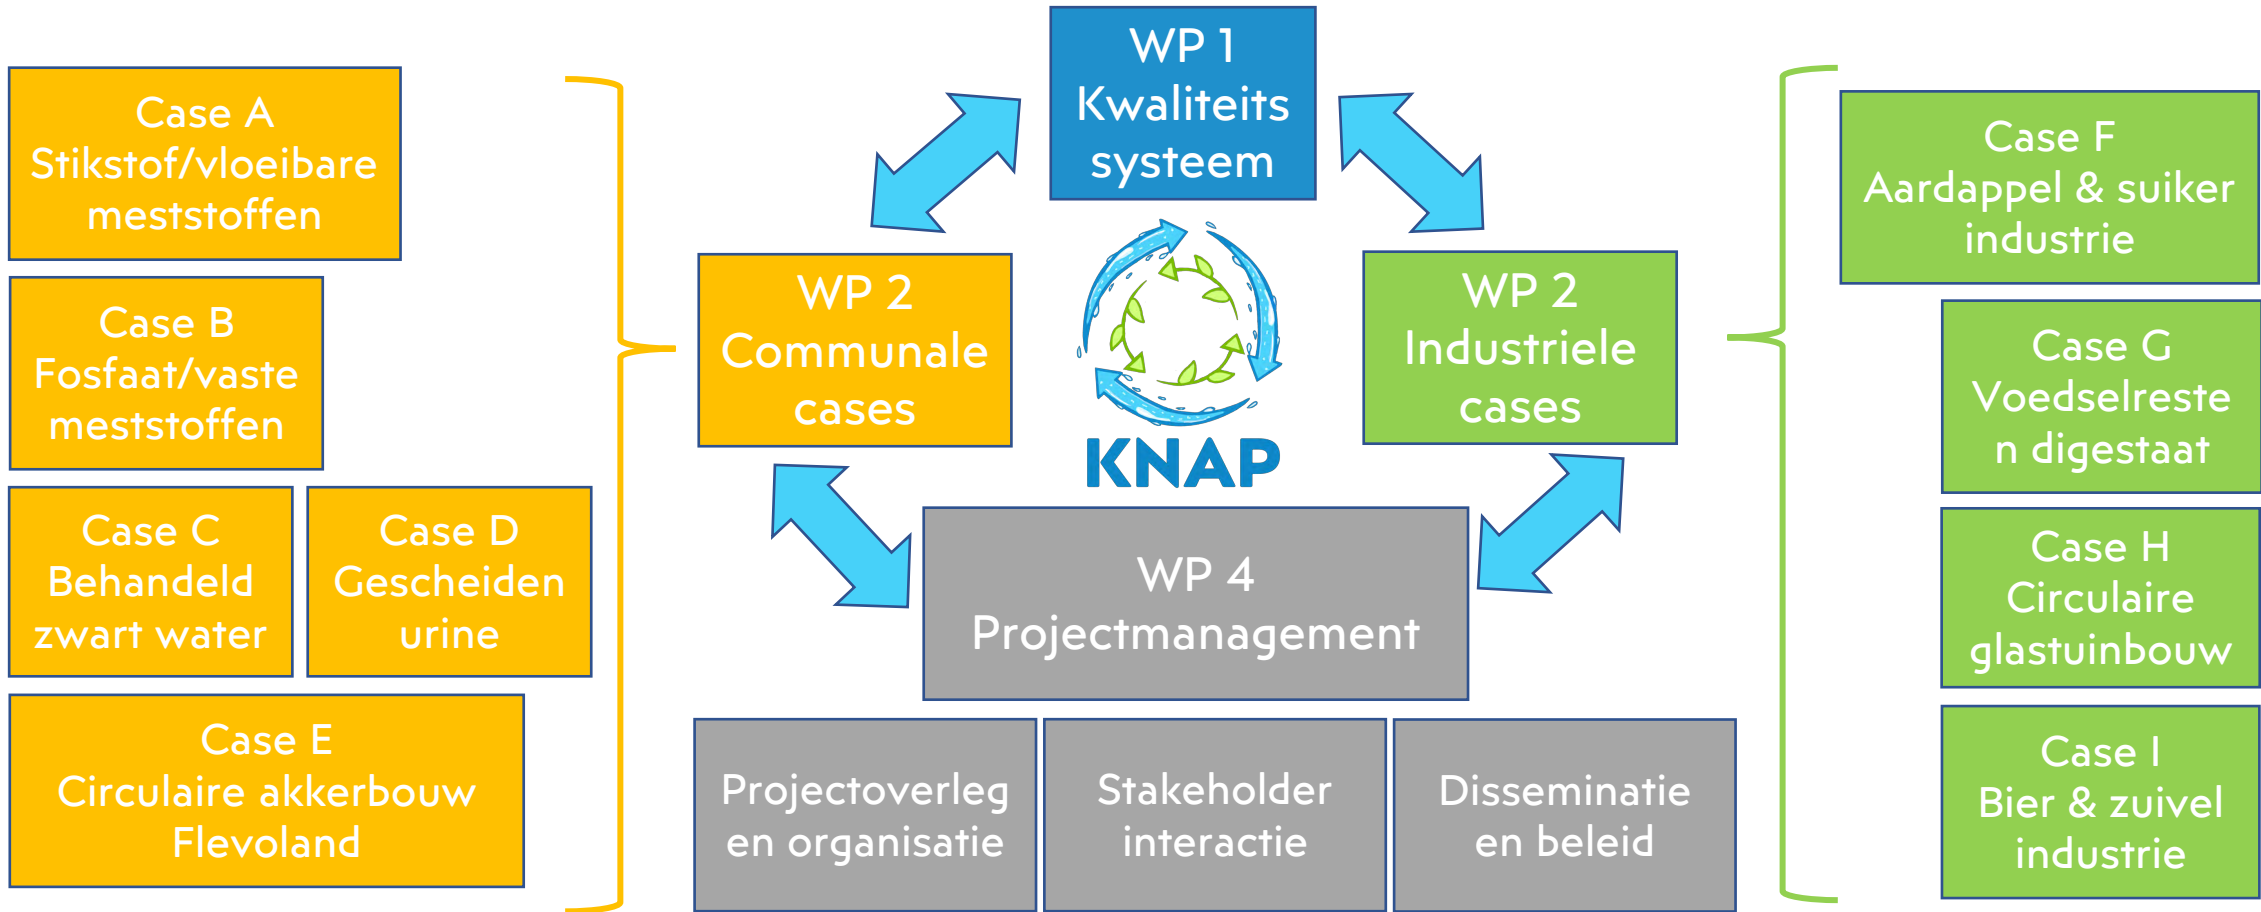 Case A
Stikstof/vloeibare
meststoffen
Case B
Fosfaat/vaste
meststoffen
Case C
Behandeld
zwart water
Case D
Gescheiden
urine
Case E
Circulaire akkerbouw
Flevoland
WP 1
Kwaliteits
systeem
WP 2
Communale
cases
KNAP
WP 2
Industriele
cases
WP 4
Projectmanagement
Projectoverleg
en organisatie
Stakeholder
interactie
Disseminatie
en beleid
Case F
Aardappel & suiker
industrie
Case G
Voedselreste
n digestaat
Case H
Circulaire
glastuinbouw
Case I
Bier & zuivel
industrie